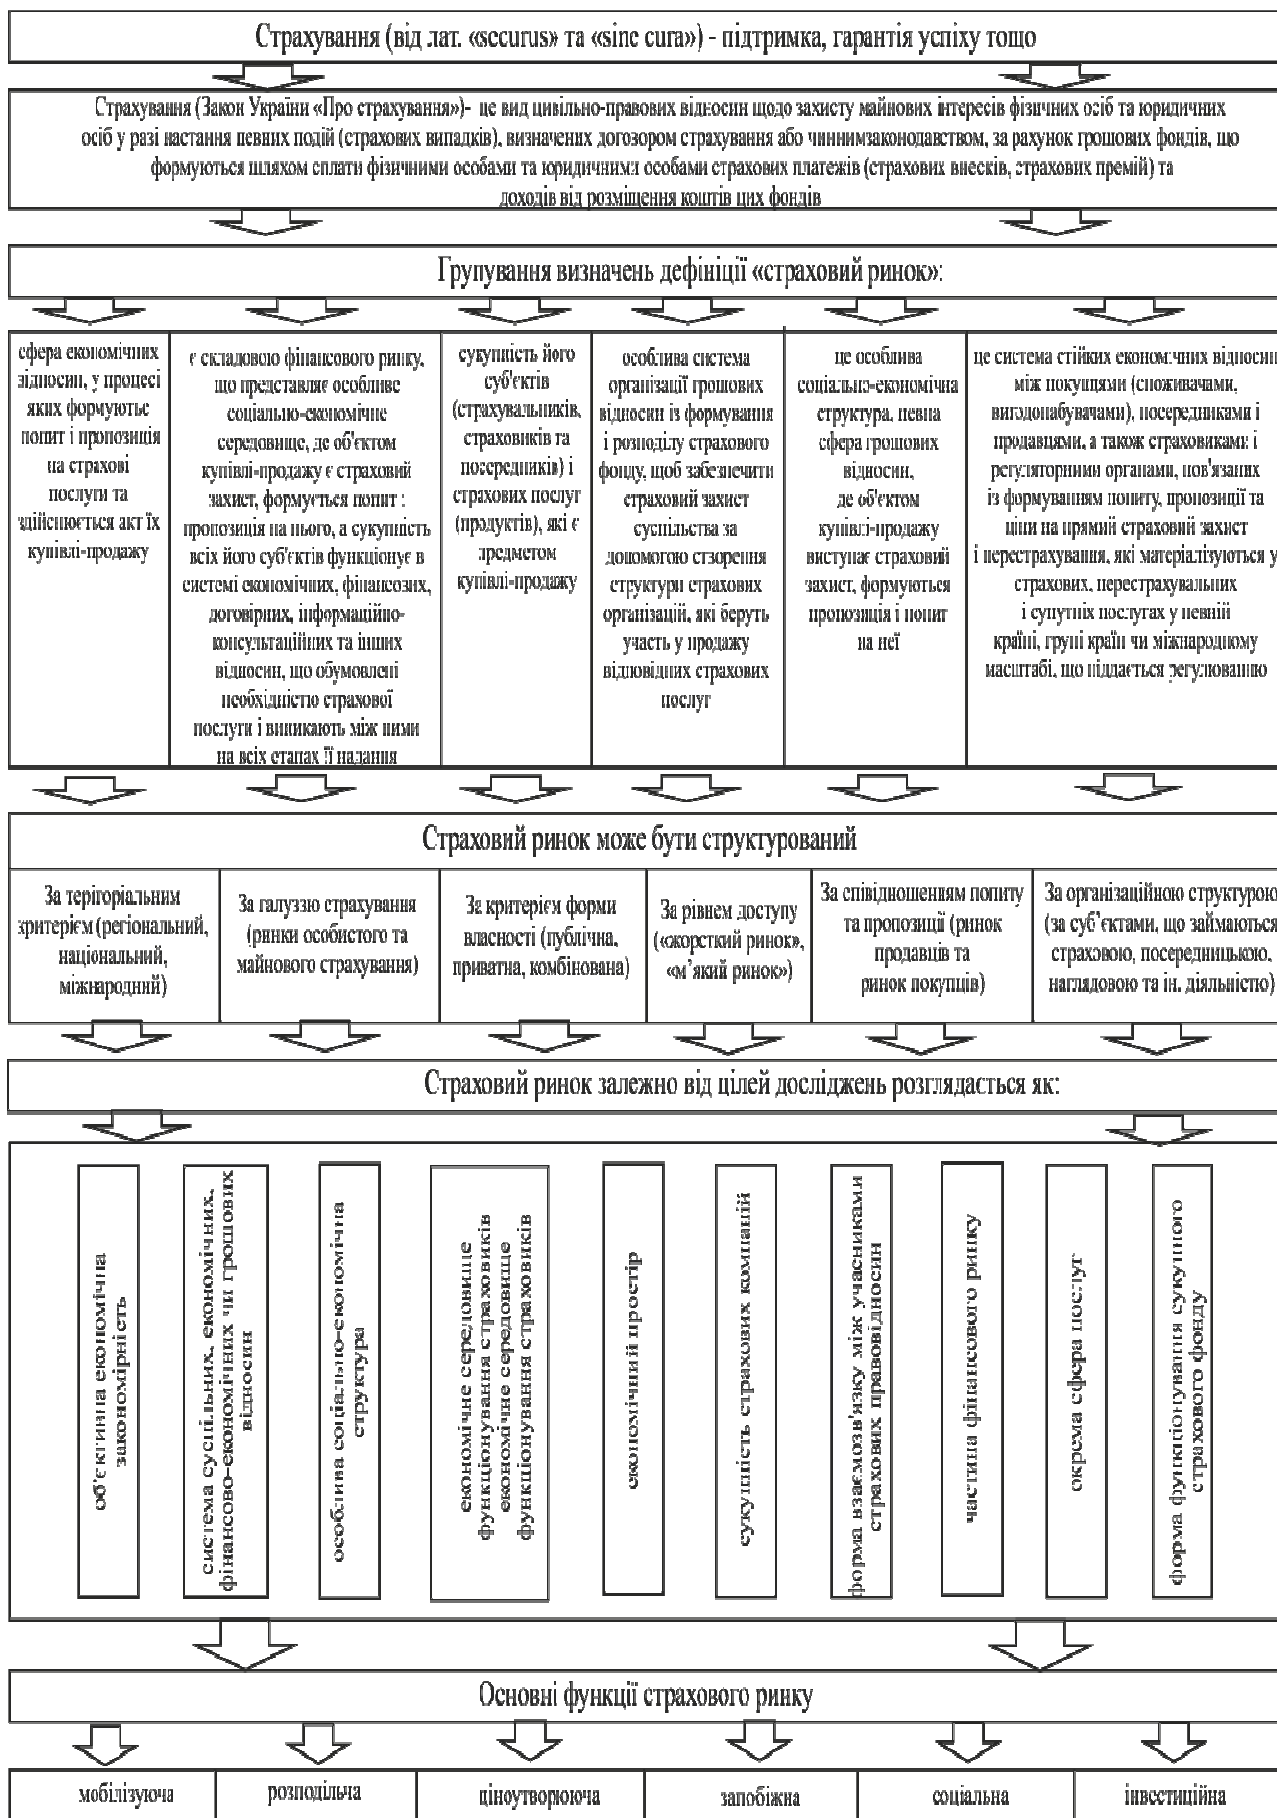 Страхування (від лат. «securus» та «sine cura») - підтримка, гарантія успіху тощо
Страхування (Закон України «Про страхування»)- це вид цивільно-правових відносин щодо захисту майнових інтересів фізичних осіб та юридичних
осіб у разі настання певних подій (страхових випадків), визначених договором страхування або чиннимзаконодавством, за рахунок грошових фондів, що
формуються шляхом сплати фізичними особами та юридичними особами страхових платежів (страхових внесків, страхових премій) та
доходів від розміщення коштів цих фондів
Групування визначень дефініції «страховий ринок»:
сфера економічних
відносин, у процесі
яких формуютьс
попит і пропозиція
на страхові
послуги та
здійснюється акт їх
купівлі-продажу
є складовою фінансового ринку,
що представляє особливе
соціально-економічне
середовище, де об'єктом
купівлі-продажу є страховий
захист, формується попит і
пропозиція на нього, а сукупність
всіх його суб'єктів функціонує в
системі економічних, фінансових,
договірних, інформаційно-
консультаційних та інших
відносин, що обумовлені
необхідністю страхової
послуги і виникають між ними
на всіх етапах її надання
сукупність його
суб'єктів
(страхувальників,
страховиків та
посередників) і
страхових послуг
(продуктів), які є
предметом
купівлі-продажу
особлива система
організації грошових
відносин із формування
і розподілу страхового
фонду, щоб забезпечити
страховий захист
суспільства за
допомогою створення
структури страхових
організацій, які беруть
участь у продажу
відповідних страхових
послуг
це особлива
соціально-економічна
структура, певна
сфера грошових
відносин,
де об'єктом
купівлі-продажу
виступає страховий
захист, формуються
пропозиція і попит
на неї
це система стійких економічних відносин
між покупцями (споживачами,
вигодонабувачами), посередниками і
продавцями, а також страховиками і
регуляторними органами, пов'язаних
із формуванням попиту, пропозиції та
ціни на прямий страховий захист
і перестрахування, які матеріалізуються у
страхових, перестрахувальних
і супутніх послугах у певній
країні, групі країн чи міжнародному
масштабі, що піддається регулюванню
Страховий ринок може бути структурований
За терігоріальним
критерієм (регіональний,
національний,
міжнародний)
За галуззю страхування
(ринки особистого та
майнового страхування)
За критерієм форми
власності (публічна,
приватна, комбінована)
За рівнем доступу
(«жорсткий ринок»,
«м᾽який ринок»)
За співідношенням попиту
та пропозиції (ринок
продавців та
ринок покупців)
За організаційною структурою
(за суб᾽єктами, що займаються
страховою, посередницькою,
наглядовою та ін. діяльністю)
Страховий ринок залежно від цілей досліджень розглядається як:
об'єктивна економічна
закономірність
система суспільних, економічних,
фінансово-економічних чи грошових
відносин
особлива соціально-економічна
структура
економічне середовище
функціонування страховиків
економічне середовище
функціонування страховиків
економічний простір
сукупність страхових компаній
форма взаємозв'язку між учасниками
страхових правовідносин
частина фінансового ринку
окрема сфера послуг
форма функціонування сукупного
страхового фонду
Основні функції страхового ринку
мобілізуюча
розподільча
ціноутворююча
запобіжна
соціальна
інвестиційна